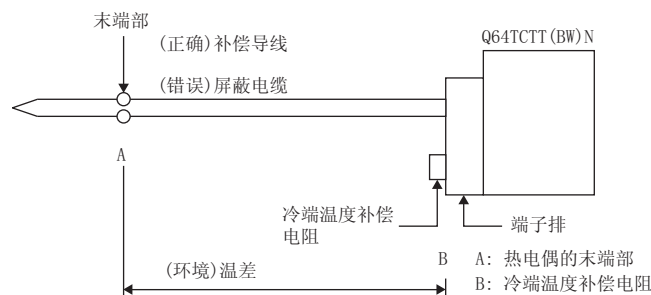 末端部
(正确)补偿导线
Q64TCTT(BW)N
(错误)屏蔽电缆
A
冷端温度补偿
电阻
端子排
B
A: 热电偶的末端部
(环境)温差
B: 冷端温度补偿电阻